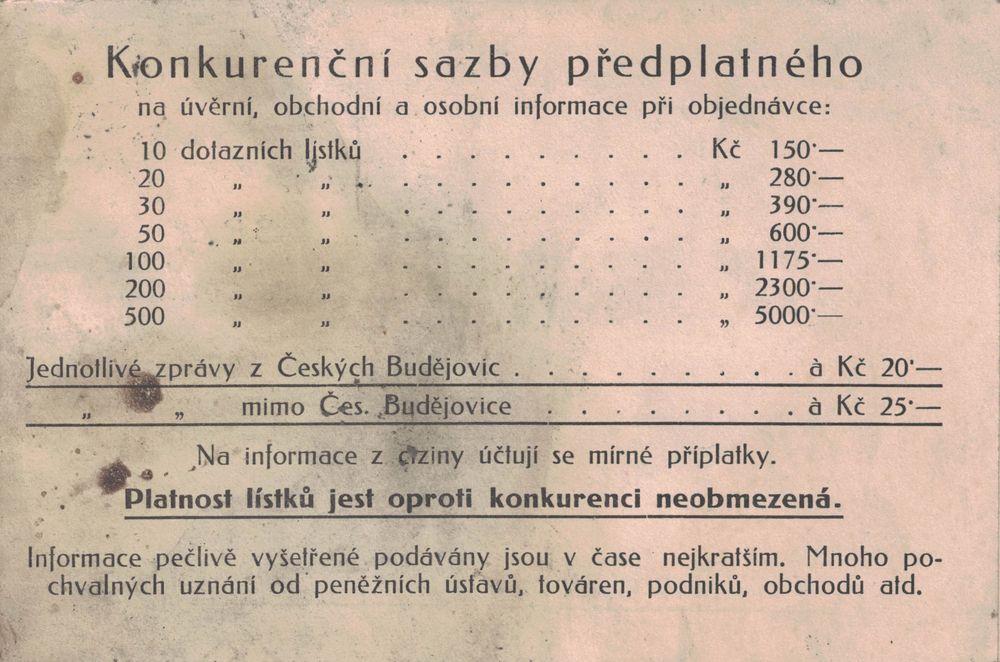 Konkurenční sazby předplatného
na úvěrní, obchodní a osobní informace při objednávce:
10 dotazních lístků . . . . . . . . . Kč 150·—
20 „ „ . . . . . . . . . . „ 280·—
30 „ „ . . . . . . . . . „ 390·—
50 „ „ . . . . . . . . . „ 600·—
100 „ „ . . . . . . . . . „ 1175·—
200 „ „ . . . . . . . . . „ 2300·—
500 „ „ . . . . . . . . . „ 5000·—
Jednotlivé zprávy z Českých Budějovic . . . . . . . . . à Kč 20·—
„ „ mimo Čes. Budějovice . . . . . . . . à Kč 25·—
Na informace z ciziny účtují se mírné příplatky.
Platnost lístků jest oproti konkurenci neobmezená.
Informace pečlivě vyšetřené podávány jsou v čase nejkratším. Mnoho po-
chvalných uznání od peněžních ústavů, továren, podniků, obchodů atd.